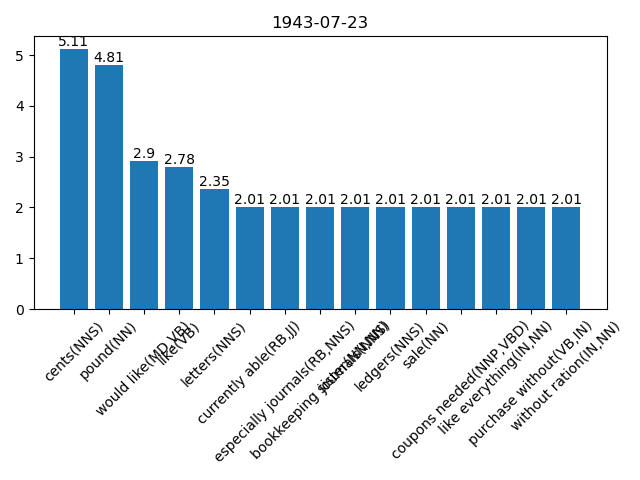 1943-07-23
5.11
4.81
2.9
2.78
2.35
2.01
2.01
2.01
2.01
2.01
2.01
2.01
2.01
2.01
2.01
5
4
3
2
1
0
cents(NNS)
pound(NN)
would like(MD,VB)
like(VB)
letters(NNS)
currently able(RB,JJ)
especially journals(RB,NNS)
bookkeeping
ledgers(NNS)
sale(NN)
coupons needed(NNP,VBD)
like everything(IN,NN)
purchase without(VB,IN)
without ration(IN,NN)